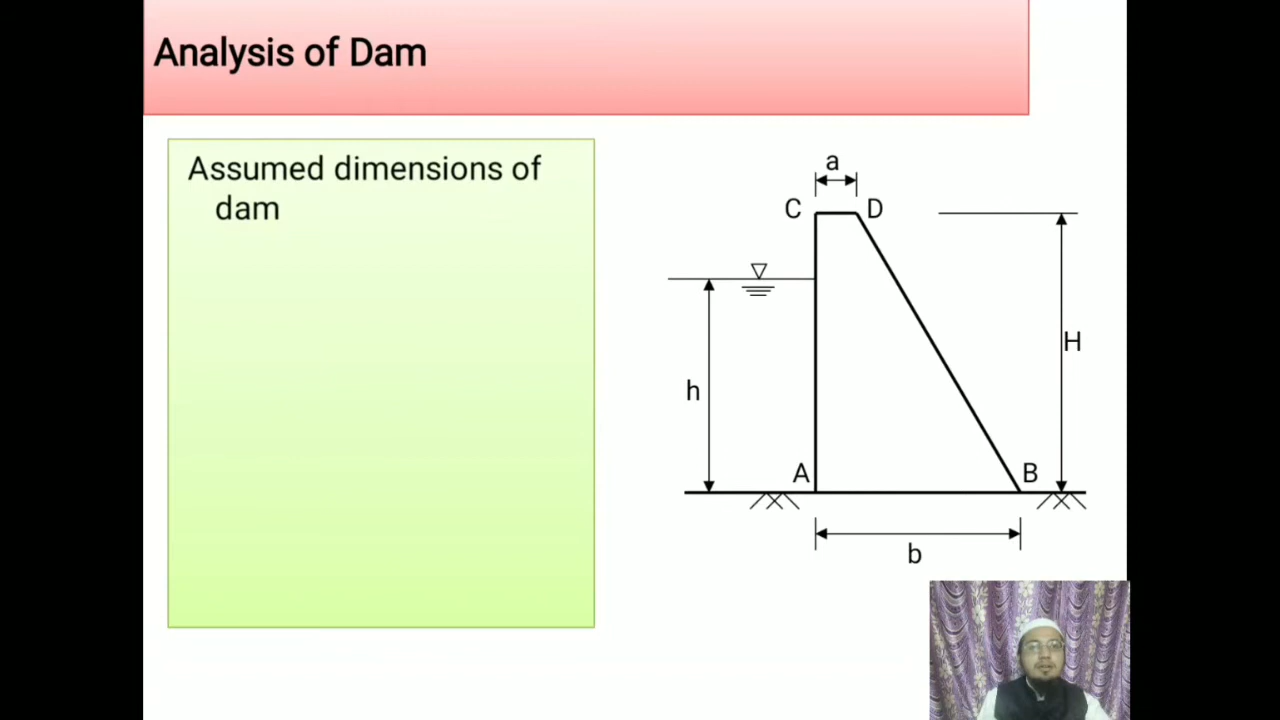 Analysis of Dam
Assumed dimensions of
dam
a
C
D
h
H
A
B
b